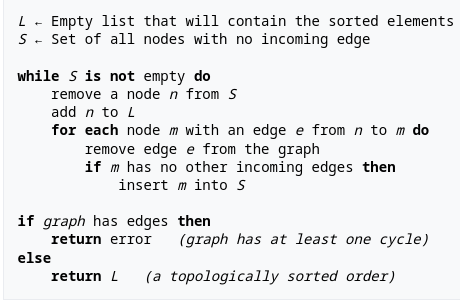 L ← Empty list that will contain the sorted elements
S ← Set of all nodes with no incoming edge

while S is not empty do
    remove a node n from S
    add n to L
    for each node m with an edge e from n to m do
        remove edge e from the graph
        if m has no other incoming edges then
            insert m into S

if graph has edges then
    return error   (graph has at least one cycle)
else
    return L   (a topologically sorted order)